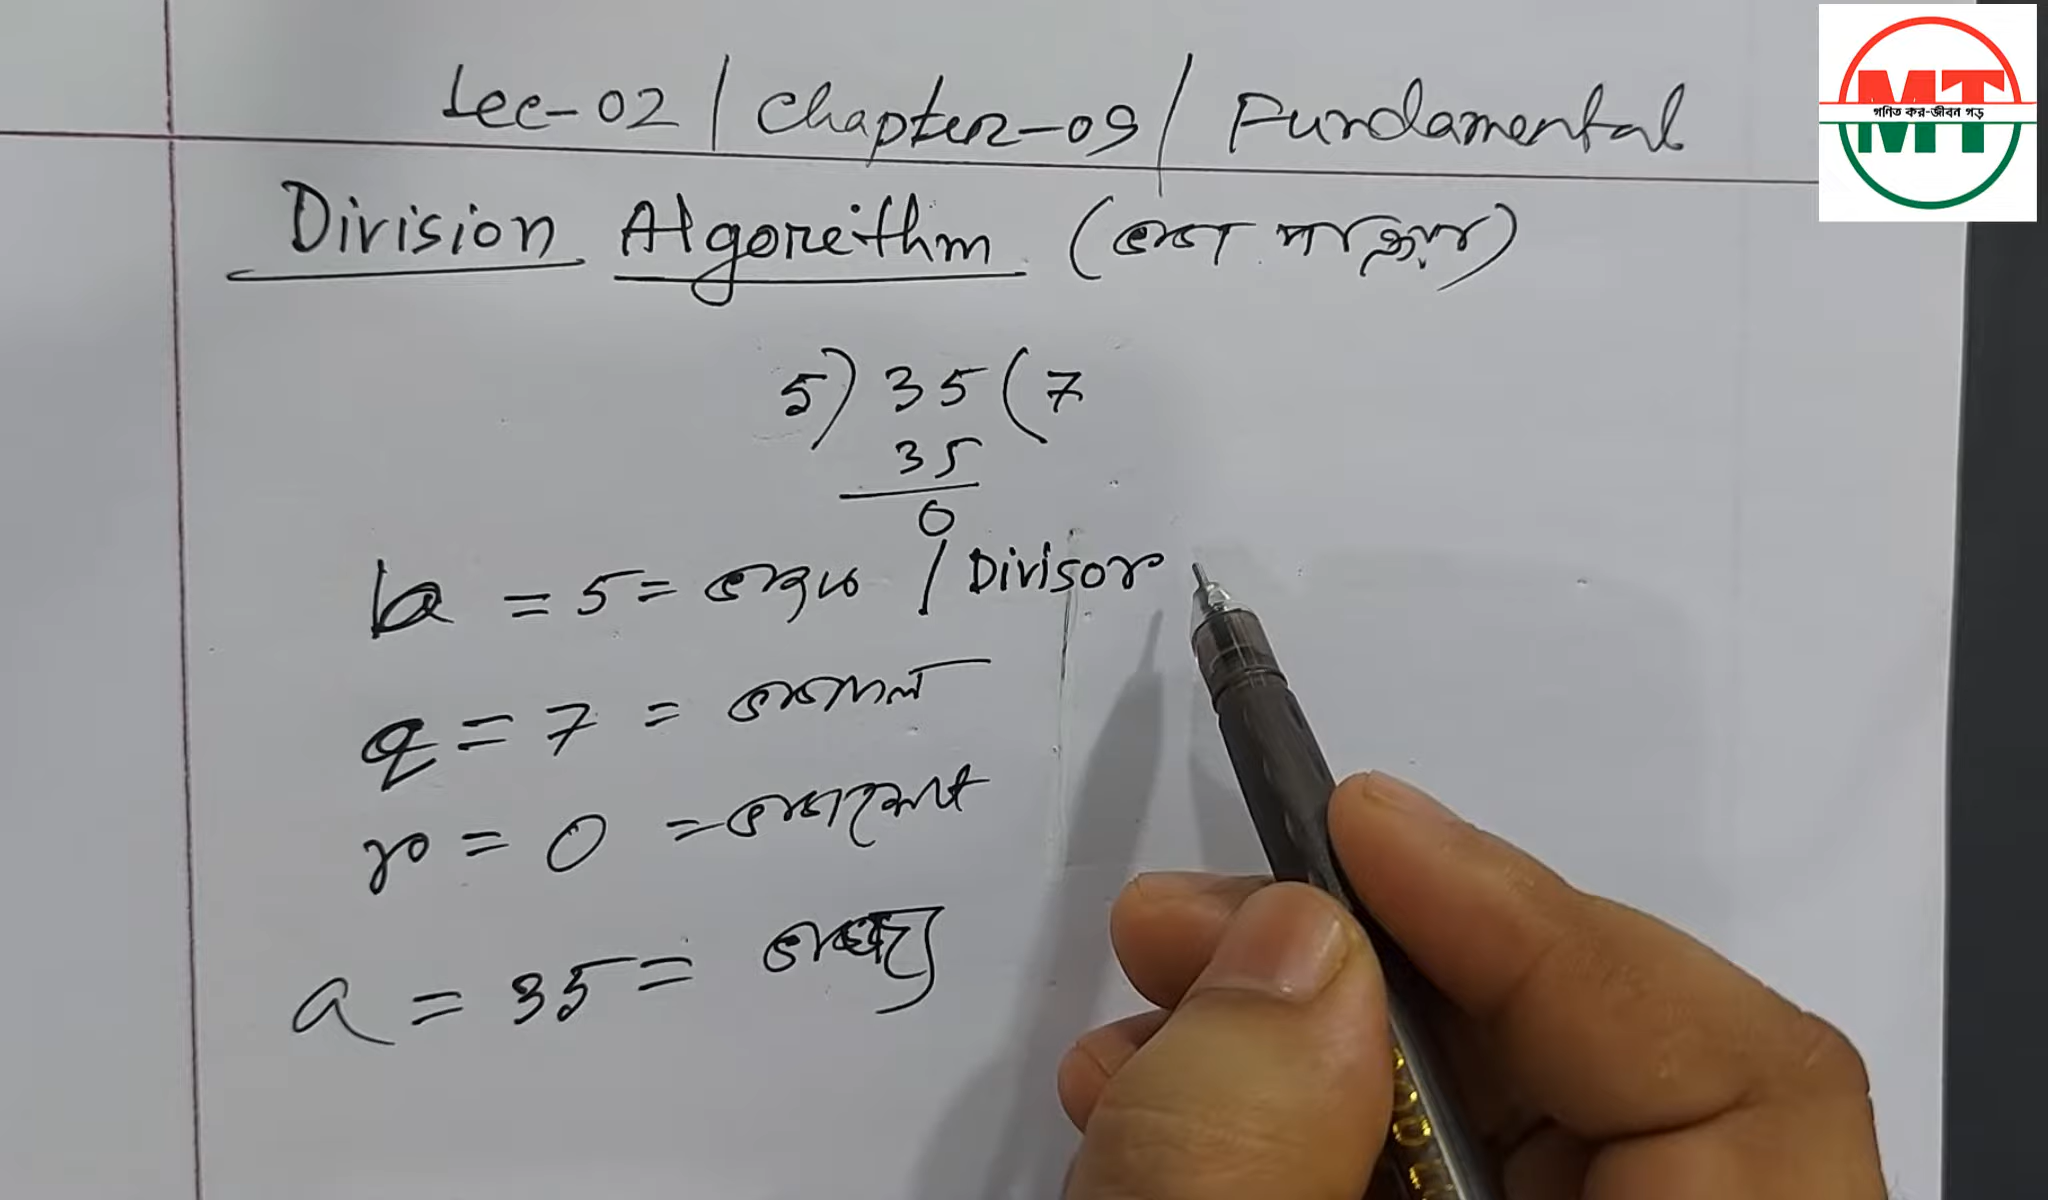 Lec-02 / Chapter-09 / Fundamental
MT
গণিত কর-জীবন গড়
Division Algorithm (ভাগ পদ্ধতি)
5) 35 (7
35
0
b = 5 = ভাজক / Divisor
q = 7 = ভাগফল
r = 0 = ভাগশেষ
a = 35 = ভাজ্য